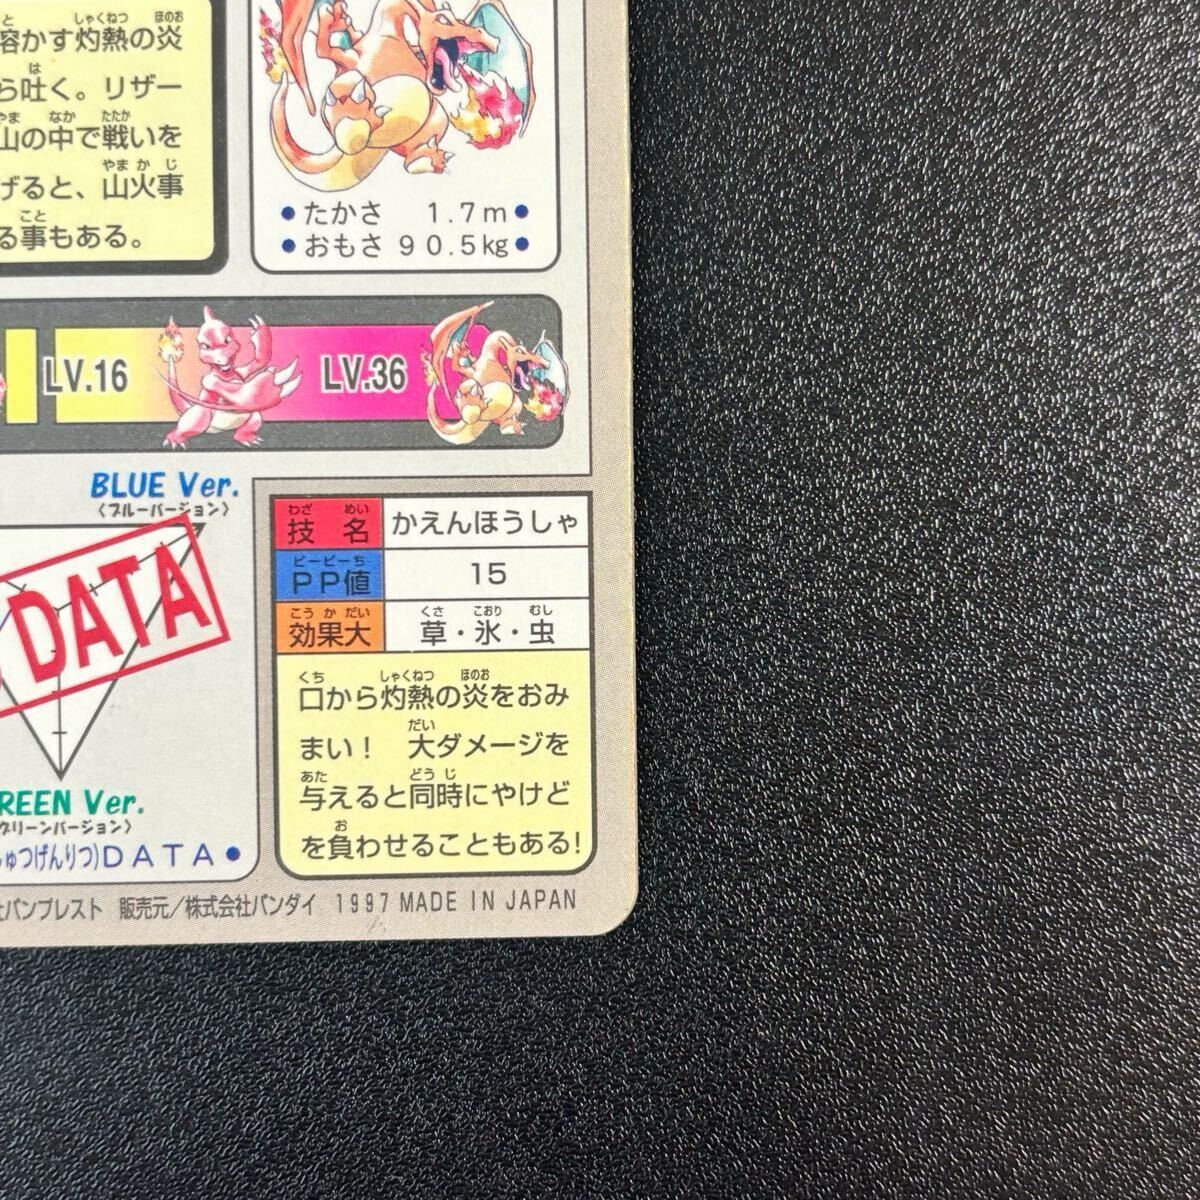 溶かす灼熱の炎
ら吐く。リザー
山の中で戦いを
げると、山火事
る事もある。
たかさ 1.7m
おもさ 90.5kg
LV.16
LV.36
BLUE Ver.
〈ブルーバージョン〉
DATA
REEN Ver.
グリーンバージョン〉
ゅつげんりつ)DATA
技名 かえんほうしゃ
PP値 15
効果大 草・氷・虫
口から灼熱の炎をおみ
まい! 大ダメージを
与えると同時にやけど
を負わせることもある!
バンプレスト 販売元/株式会社バンダイ 1997 MADE IN JAPAN